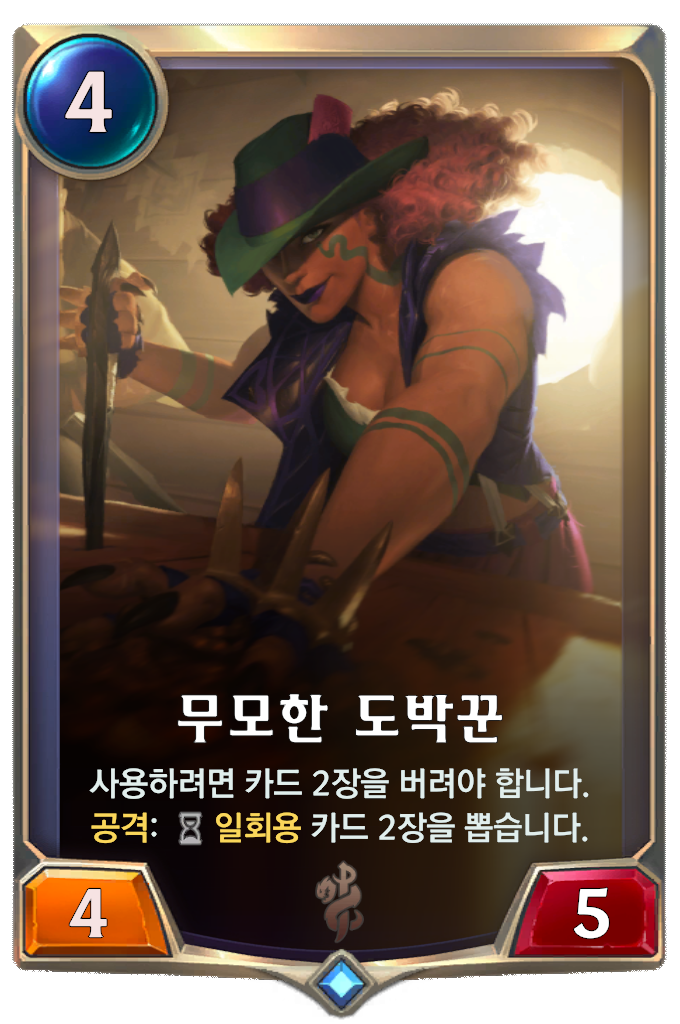 4
무모한 도박꾼
사용하려면 카드 2장을 버려야 합니다.
공격: 일회용 카드 2장을 뽑습니다.
4 5